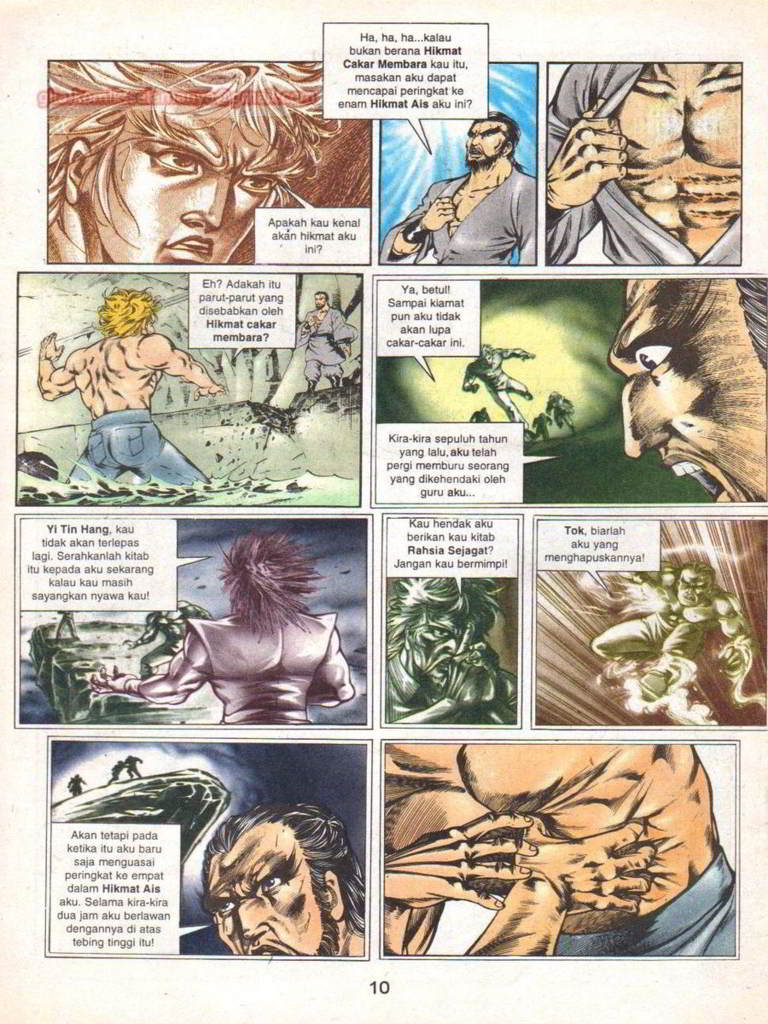 Ha, ha, ha...kalau
bukan berana Hikmat
Cakar Membara kau itu,
masakan aku dapat
mencapai peringkat ke
enam Hikmat Ais aku ini?
Apakah kau kenal
akan hikmat aku
ini?
Eh? Adakah itu
parut-parut yang
disebabkan oleh
Hikmat cakar
membara?
Ya, betul!
Sampai kiamat
pun aku tidak
akan lupa
cakar-cakar ini.
Kira-kira sepuluh tahun
yang lalu, aku telah
pergi memburu seorang
yang dikehendaki oleh
guru aku...
Yi Tin Hang, kau
tidak akan terlepas
lagi. Serahkanlah kitab
itu kepada aku sekarang
kalau kau masih
sayangkan nyawa kau!
Kau hendak aku
berikan kau kitab
Rahsia Sejagat?
Jangan kau bermimpi!
Tok, biarlah
aku yang
menghapuskannya!
Akan tetapi pada
ketika itu aku baru
saja menguasai
peringkat ke empat
dalam Hikmat Ais
aku. Selama kira-kira
dua jam aku berlawan
dengannya di atas
tebing tinggi itu!
10